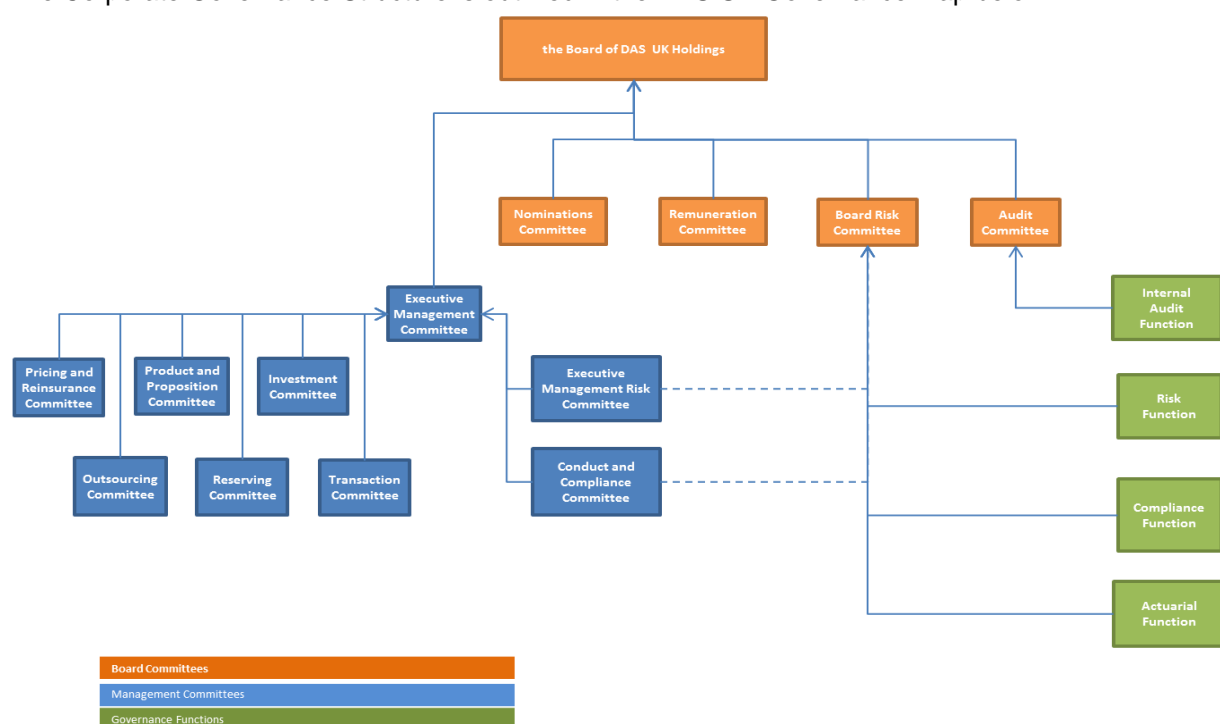 the Board of DAS UK Holdings
Nominations
Committee
Remuneration
Committee
Board Risk
Committee
Audit
Committee
Internal
Audit
Function
Executive
Management
Committee
Pricing and
Reinsurance
Committee
Product and
Proposition
Committee
Investment
Committee
Executive
Management Risk
Committee
Risk
Function
Outsourcing
Committee
Reserving
Committee
Transaction
Committee
Conduct and
Compliance
Committee
Compliance
Function
Actuarial
Function
Board Committees
Management Committees
Governance Functions